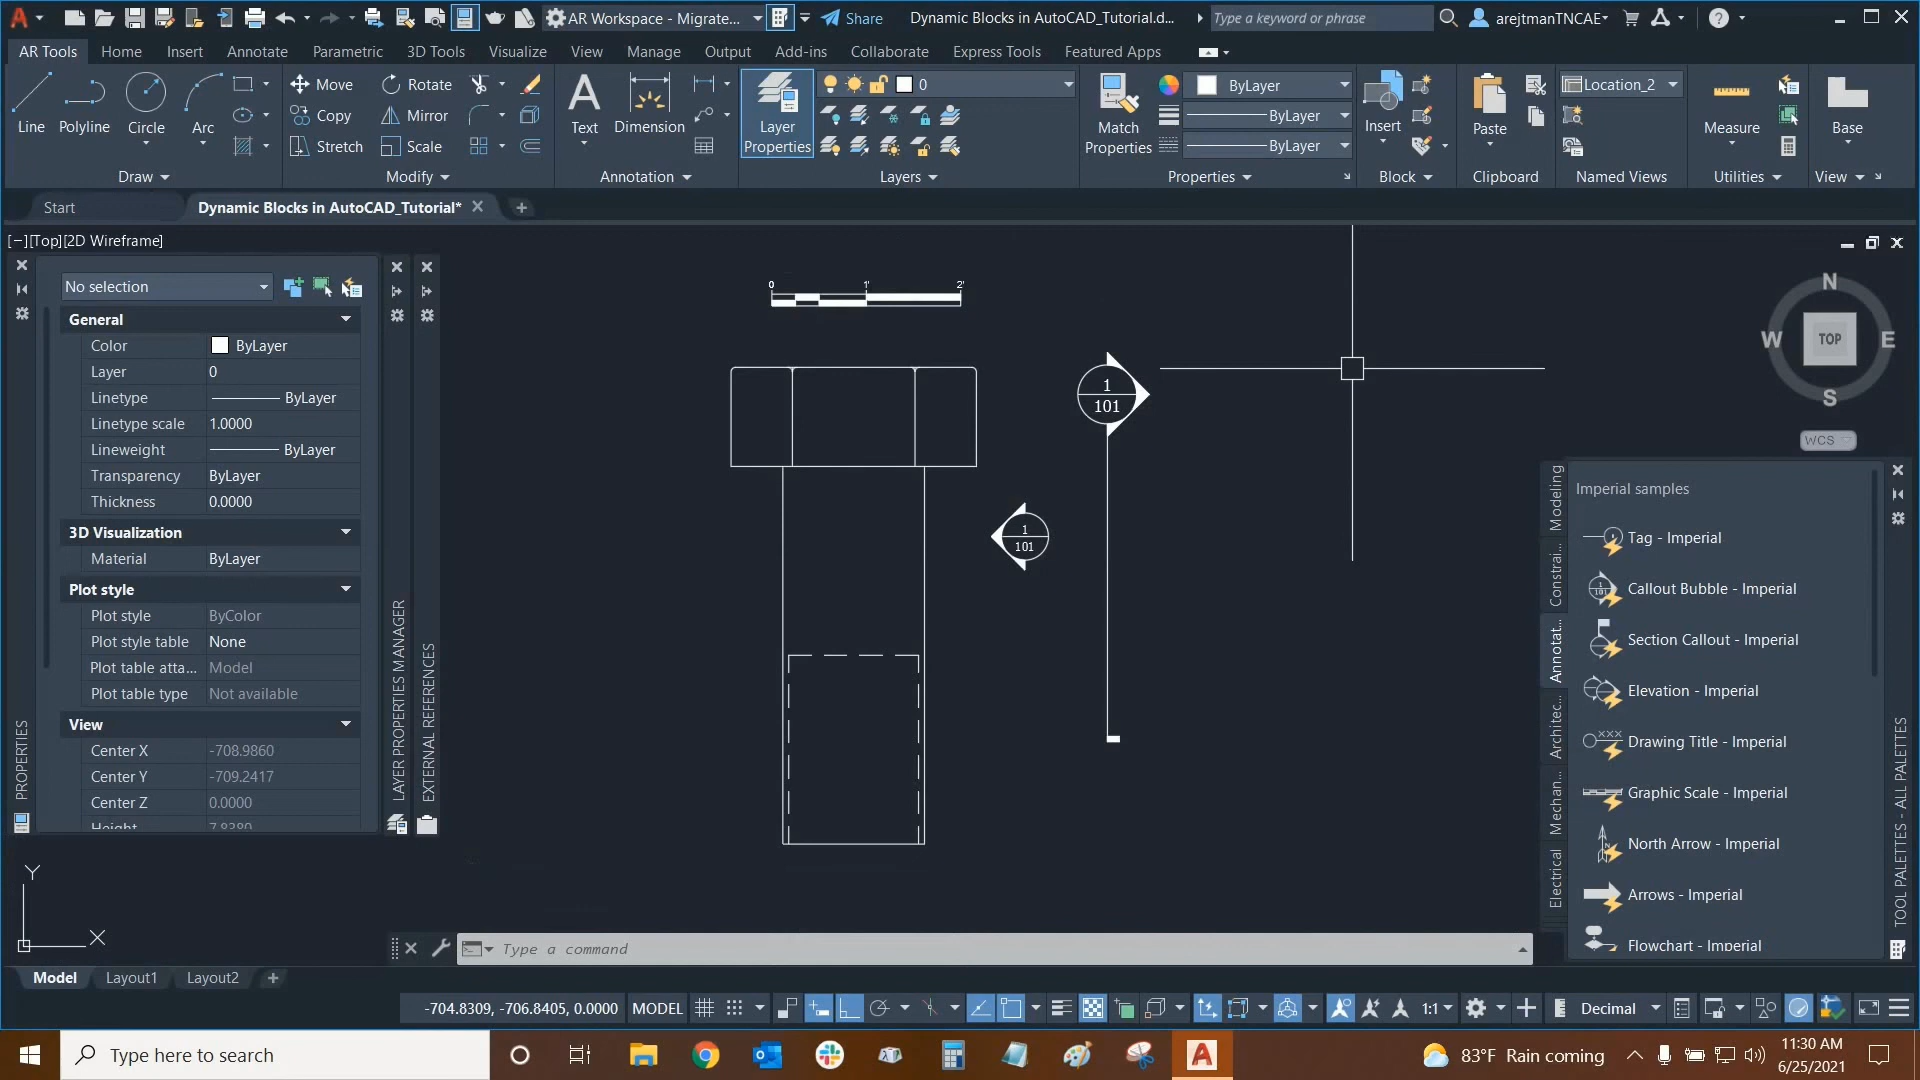 AR Workspace - Migrate...
Share
Dynamic Blocks in AutoCAD_Tutorial.d...
Type a keyword or phrase
arejtmanTNCAE
AR Tools
Home
Insert
Annotate
Parametric
3D Tools
Visualize
View
Manage
Output
Add-ins
Collaborate
Express Tools
Featured Apps
Line
Polyline
Circle
Arc
Move
Copy
Stretch
Rotate
Mirror
Scale
Text
Dimension
Layer
Properties
0
Match
Properties
ByLayer
ByLayer
ByLayer
Insert
Paste
Location_2
Measure
Base
Draw
Modify
Annotation
Layers
Properties
Block
Clipboard
Named Views
Utilities
View
Start
Dynamic Blocks in AutoCAD_Tutorial*
[−][Top][2D Wireframe]
No selection
General
Color ByLayer
Layer 0
Linetype ByLayer
Linetype scale 1.0000
Lineweight ByLayer
Transparency ByLayer
Thickness 0.0000
3D Visualization
Material ByLayer
Plot style
Plot style ByColor
Plot style table None
Plot table atta... Model
Plot table type Not available
View
Center X -708.9860
Center Y -709.2417
Center Z 0.0000
Height 7.8380
PROPERTIES
LAYER PROPERTIES MANAGER
EXTERNAL REFERENCES
0 1' 2'
1
101
1
101
N
W TOP E
S
WCS
Modeling
Constrai...
Annotat...
Architec...
Mechan...
Electrical
Imperial samples
Tag - Imperial
Callout Bubble - Imperial
Section Callout - Imperial
Elevation - Imperial
Drawing Title - Imperial
Graphic Scale - Imperial
North Arrow - Imperial
Arrows - Imperial
Flowchart - Imperial
TOOL PALETTES - ALL PALETTES
Y
X
Type a command
Model
Layout1
Layout2
-704.8309, -706.8405, 0.0000
MODEL
1:1
Decimal
Type here to search
83°F Rain coming
11:30 AM
6/25/2021